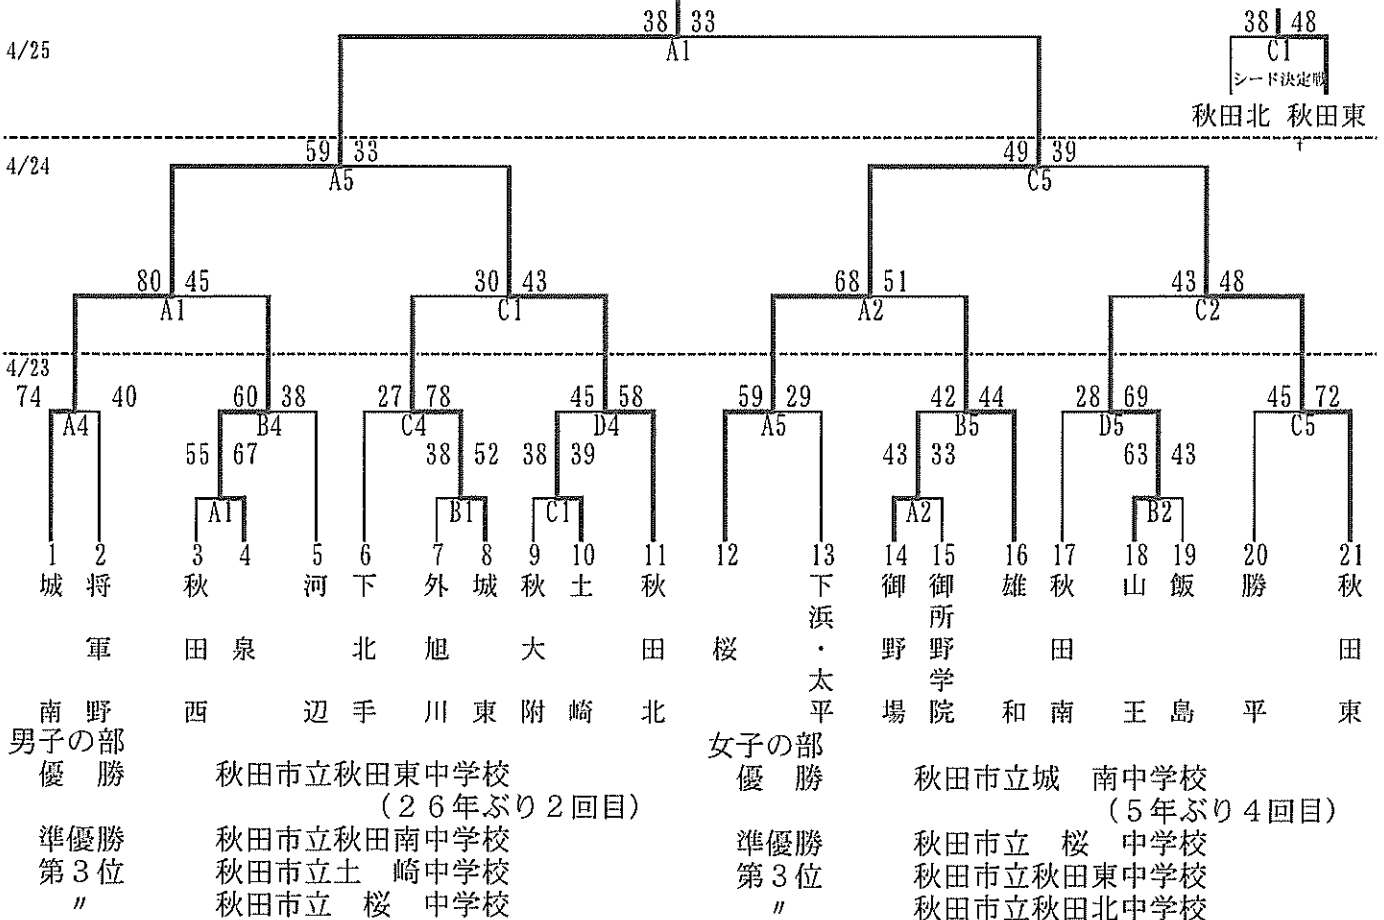 38 33 38 48
4/25 A1 C1
シード決定戦
秋田北 秋田東
59 33 49 39
4/24 A5 C5
80 45 30 43 68 51 43 48
A1 C1 A2 C2
4/23
74 40 60 38 27 78 45 58 59 29 42 44 28 69 45 72
A4 B4 C4 D4 A5 B5 D5 C5
55 67 38 52 38 39 43 33 63 43
A1 B1 C1 A2 B2
1 2 3 4 5 6 7 8 9 10 11 12 13 14 15 16 17 18 19 20 21
城南
将軍野
秋田西
泉
河辺
下北手
外旭川
城東
秋大附
土崎
秋田北
桜
下浜・太平
御野場
御所野学院
雄和
秋田南
山王
飯島
勝平
秋田東
男子の部
優 勝 秋田市立秋田東中学校
(26年ぶり2回目)
準優勝 秋田市立秋田南中学校
第3位 秋田市立土 崎中学校
〃 秋田市立 桜 中学校
女子の部
優 勝 秋田市立城 南中学校
(5年ぶり4回目)
準優勝 秋田市立 桜 中学校
第3位 秋田市立秋田東中学校
〃 秋田市立秋田北中学校